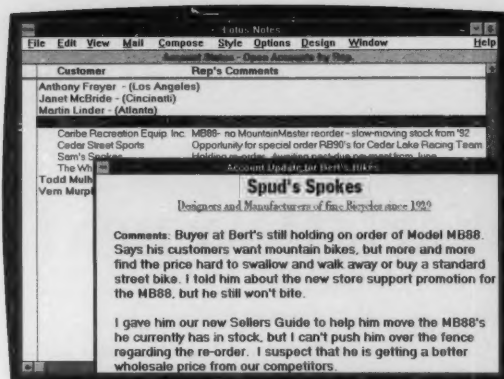 Lotus Notes
File Edit View Mail Compose Style Options Design Window Help
Account Status - Open Accounts by Rep.
Customer Rep's Comments
Anthony Freyer - (Los Angeles)
Janet McBride - (Cincinatti)
Martin Linder - (Atlanta)
Caribe Recreation Equip. Inc. MB88- no MountainMaster reorder - slow-moving stock from '92
Cedar Street Sports Opportunity for special order RB90's for Cedar Lake Racing Team
Sam's Spokes Holding re-order. Awaiting past-due payment from June
The Wh
Todd Mulh
Vern Murp
Account Update for Bert's Bikes
Spud's Spokes
Designers and Manufacturers of fine Bicycles since 1929
Comments: Buyer at Bert's still holding on order of Model MB88.
Says his customers want mountain bikes, but more and more
find the price hard to swallow and walk away or buy a standard
street bike. I told him about the new store support promotion for
the MB88, but he still won't bite.
I gave him our new Sellers Guide to help him move the MB88's
he currently has in stock, but I can't push him over the fence
regarding the re-order. I suspect that he is getting a better
wholesale price from our competitors.